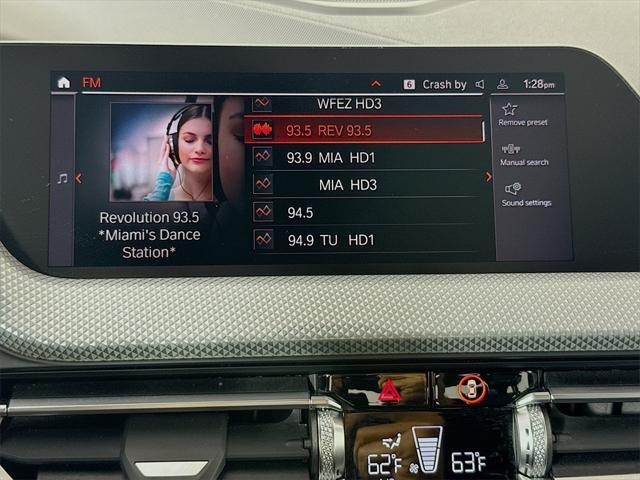 FM
6 Crash by 1:28pm
WFEZ HD3
93.5 REV 93.5
93.9 MIA HD1
MIA HD3
94.5
94.9 TU HD1
Revolution 93.5
*Miami's Dance
Station*
Remove preset
Manual search
Sound settings
62°F 63°F